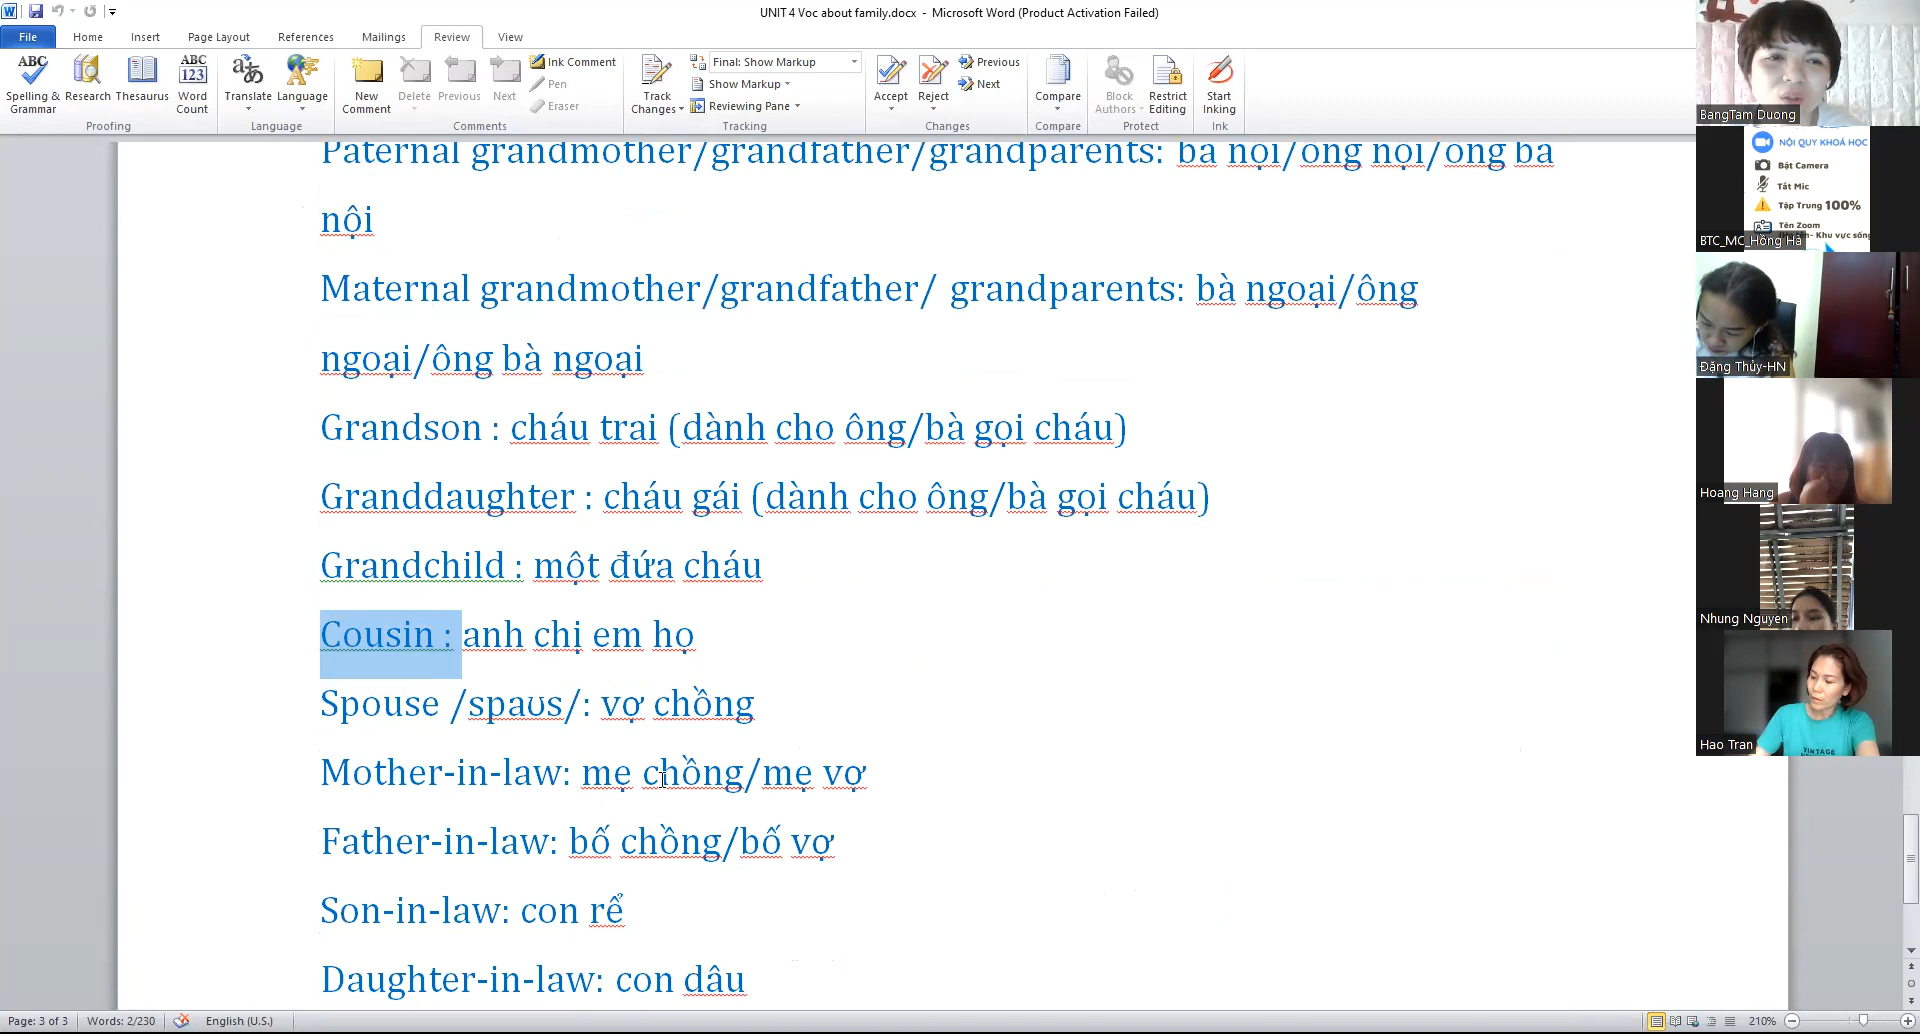 UNIT 4 Voc about family.docx - Microsoft Word (Product Activation Failed)
File Home Insert Page Layout References Mailings Review View
ABC Spelling & Grammar
Research
Thesaurus
ABC 123 Word Count
Proofing
Translate
Language
Language
New Comment
Delete
Previous
Next
Ink Comment
Pen
Eraser
Comments
Track Changes
Final: Show Markup
Show Markup
Reviewing Pane
Tracking
Accept
Reject
Previous
Next
Changes
Compare
Compare
Block Authors
Restrict Editing
Protect
Start Inking
Ink
Paternal grandmother/grandfather/grandparents: bà nội/ông nội/ông bà
nội
Maternal grandmother/grandfather/ grandparents: bà ngoại/ông
ngoại/ông bà ngoại
Grandson : cháu trai (dành cho ông/bà gọi cháu)
Granddaughter : cháu gái (dành cho ông/bà gọi cháu)
Grandchild : một đứa cháu
Cousin : anh chị em họ
Spouse /spaʊs/: vợ chồng
Mother-in-law: mẹ chồng/mẹ vợ
Father-in-law: bố chồng/bố vợ
Son-in-law: con rể
Daughter-in-law: con dâu
BangTam Duong
NỘI QUY KHOÁ HỌC
Bật Camera
Tắt Mic
Tập Trung 100%
Tên Zoom
Khu vực sống
BTC_MC_Hồng Hà
Đặng Thủy-HN
Hoang Hang
Nhung Nguyen
VINTAGE
Hao Tran
Page: 3 of 3 Words: 2/230 English (U.S.) 210%